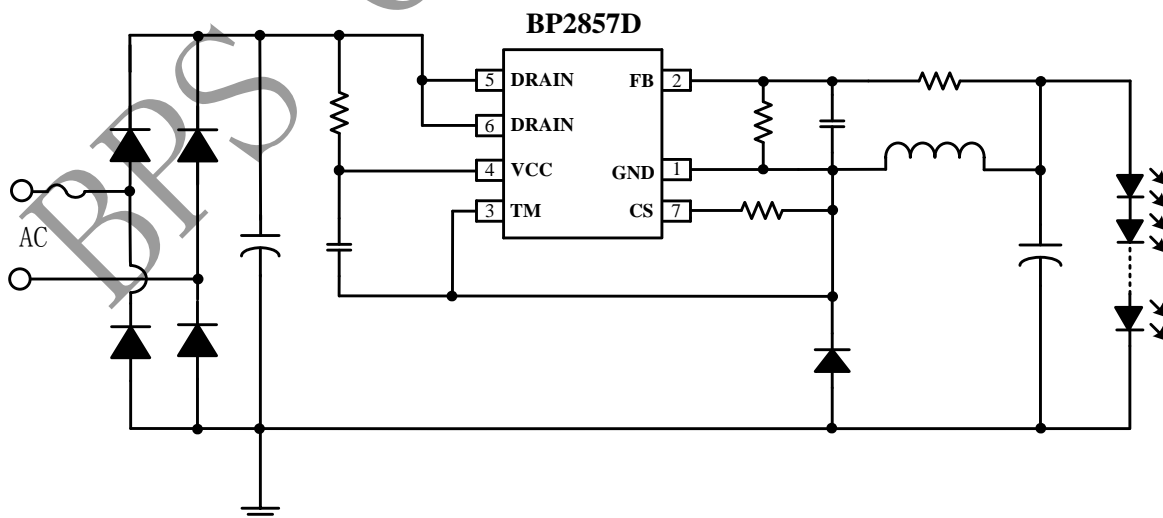 BP2857D
5 DRAIN FB 2
6 DRAIN
4 VCC GND 1
3 TM CS 7
AC
BPS